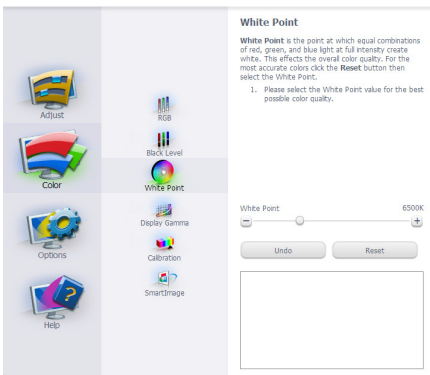 Adjust
Color
Options
Help
RGB
Black Level
White Point
Display Gamma
Calibration
SmartImage
White Point
White Point is the point at which equal combinations
of red, green, and blue light at full intensity create
white. This effects the overall color quality. For the
most accurate colors click the Reset button then
select the White Point.
1. Please select the White Point value for the best
possible color quality.
White Point 6500K
Undo Reset